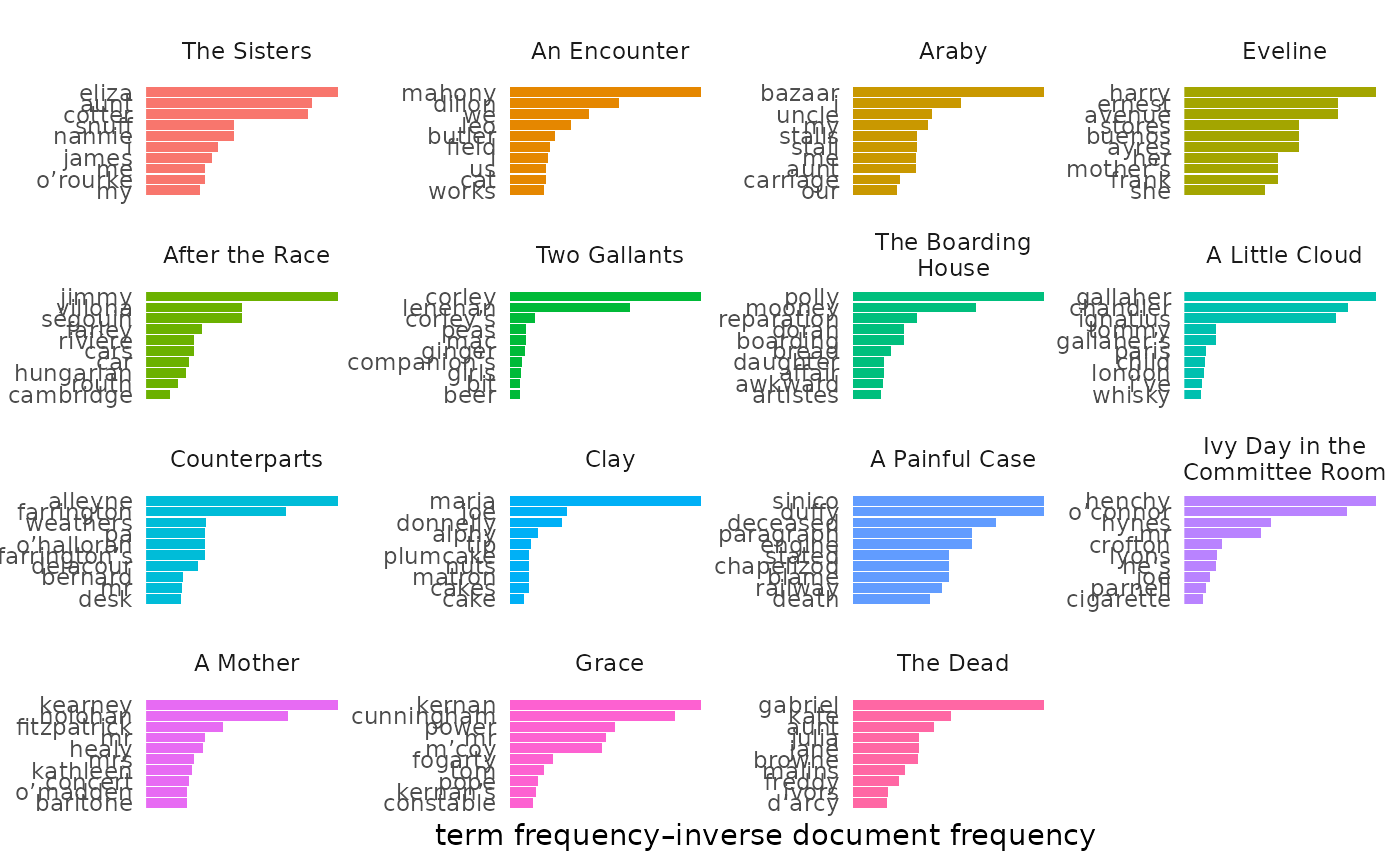 The Sisters
eliza
aunt
cotter
snuff
nannie
i
james
me
o’rourke
my
An Encounter
mahony
dillon
we
leo
butler
field
i
us
cat
works
Araby
bazaar
i
uncle
my
stalls
stall
me
aunt
carriage
our
Eveline
harry
ernest
avenue
stores
buenos
ayres
her
mother’s
frank
she
After the Race
jimmy
villona
ségouin
farley
rivière
cars
car
hungarian
routh
cambridge
Two Gallants
corley
lenehan
corley’s
peas
mac
ginger
companion’s
girls
bit
beer
The Boarding
House
polly
mooney
reparation
doran
boarding
bread
daughter
affair
awkward
artistes
A Little Cloud
gallaher
chandler
ignatius
tommy
gallaher’s
paris
child
london
i’ve
whisky
Counterparts
alleyne
farrington
weathers
pa
o’halloran
farrington’s
delacour
bernard
mr
desk
Clay
maria
joe
donnelly
alphy
tip
plumcake
nuts
matron
cakes
cake
A Painful Case
sinico
duffy
deceased
paragraph
engine
stated
chapelizod
blame
railway
death
Ivy Day in the
Committee Room
henchy
o’connor
hynes
mr
crofton
lyons
he’s
joe
parnell
cigarette
A Mother
kearney
holohan
fitzpatrick
mr
healy
mrs
kathleen
concert
o’madden
baritone
Grace
kernan
cunningham
power
mr
m’coy
fogarty
tom
pope
kernan’s
constable
The Dead
gabriel
kate
aunt
julia
jane
browne
malins
freddy
ivors
d’arcy
term frequency–inverse document frequency